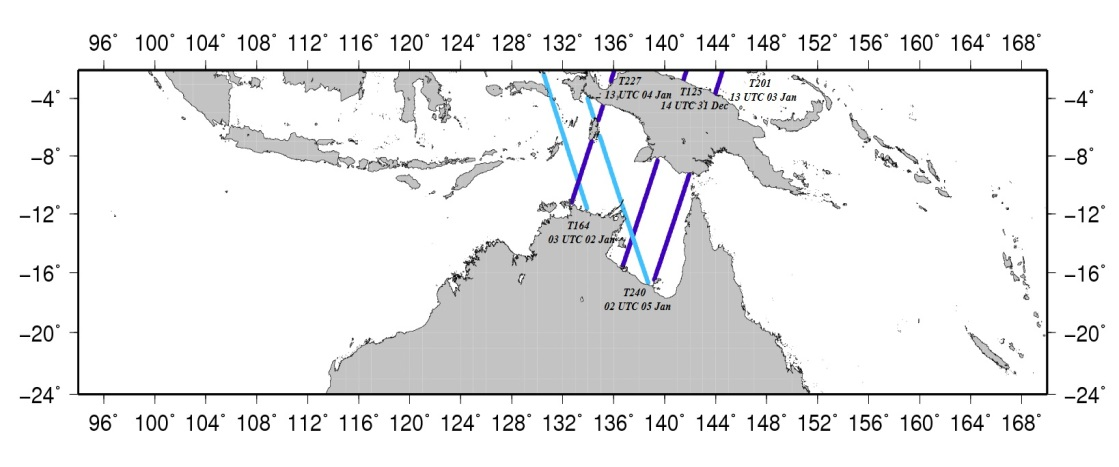 96° 100° 104° 108° 112° 116° 120° 124° 128° 132° 136° 140° 144° 148° 152° 156° 160° 164° 168°
T227
13 UTC 04 Jan
T125
14 UTC 31 Dec
T201
13 UTC 03 Jan
−4° −4°
−8° −8°
−12° −12°
T164
03 UTC 02 Jan
−16° −16°
T240
02 UTC 05 Jan
−20° −20°
−24° −24°
96° 100° 104° 108° 112° 116° 120° 124° 128° 132° 136° 140° 144° 148° 152° 156° 160° 164° 168°